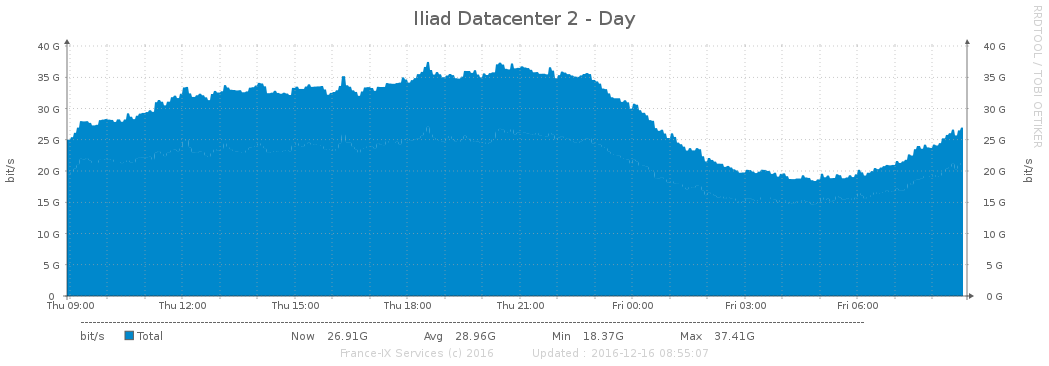 Iliad Datacenter 2 - Day
RRDTOOL / TOBI OETIKER
40 G 40 G
35 G 35 G
30 G 30 G
25 G 25 G
20 G 20 G
15 G 15 G
10 G 10 G
5 G 5 G
0 0 G
bit/s bit/s
Thu 09:00 Thu 12:00 Thu 15:00 Thu 18:00 Thu 21:00 Fri 00:00 Fri 03:00 Fri 06:00
bit/s Total Now 26.91G Avg 28.96G Min 18.37G Max 37.41G
France-IX Services (c) 2016 Updated : 2016-12-16 08:55:07